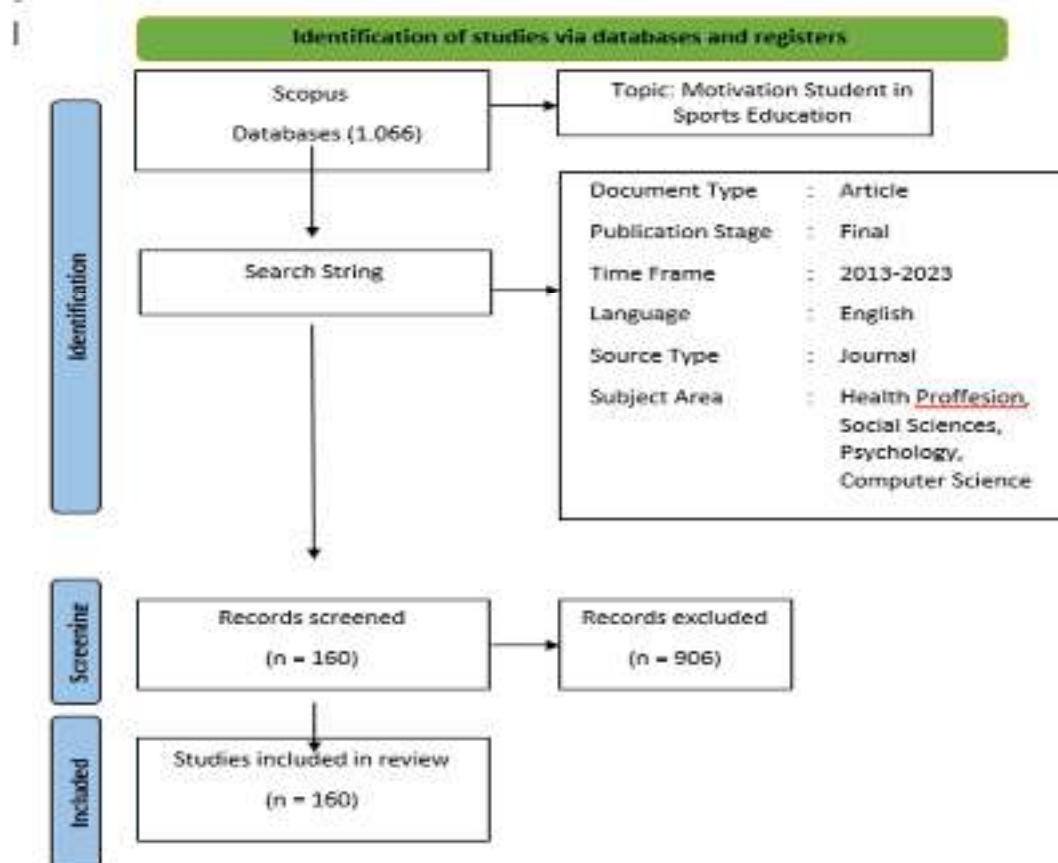 Identification of studies via databases and registers
Identification
Scopus
Databases (1.066)
Topic: Motivation Student in
Sports Education
Search String
Document Type : Article
Publication Stage : Final
Time Frame : 2013-2023
Language : English
Source Type : Journal
Subject Area : Health Proffesion,
Social Sciences,
Psychology,
Computer Science
Screening
Records screened
(n = 160)
Records excluded
(n = 906)
Included
Studies included in review
(n = 160)